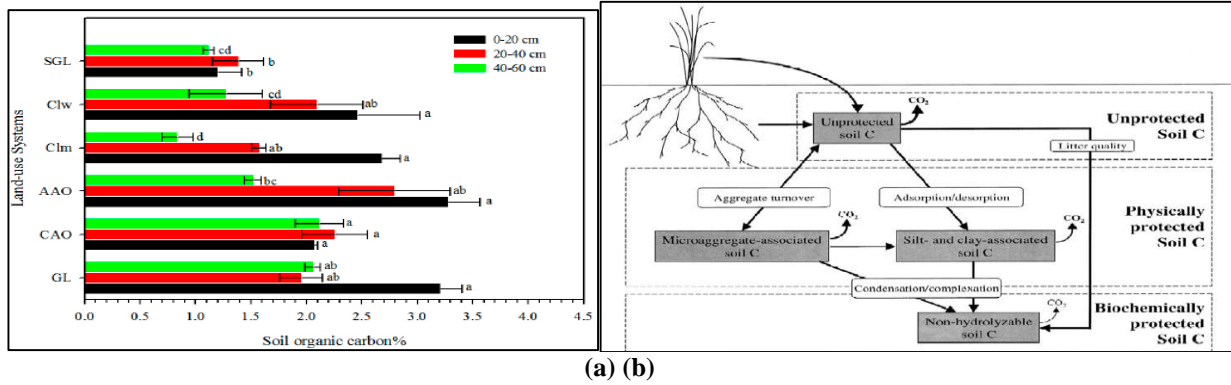 0-20 cm
20-40 cm
40-60 cm
Land-use Systems
SGL
cd
b
b
Clw
cd
ab
a
Clm
d
ab
a
AAO
bc
ab
a
CAO
a
a
a
GL
ab
ab
a
0.0 0.5 1.0 1.5 2.0 2.5 3.0 3.5 4.0 4.5
Soil organic carbon%
CO2
Unprotected
soil C
Unprotected
Soil C
Litter quality
Aggregate turnover
Adsorption/desorption
Physically
protected
Soil C
CO2
CO2
Microaggregate-associated
soil C
Silt- and clay-associated
soil C
Condensation/complexation
CO2
Non-hydrolyzable
soil C
Biochemically
protected
Soil C
(a) (b)